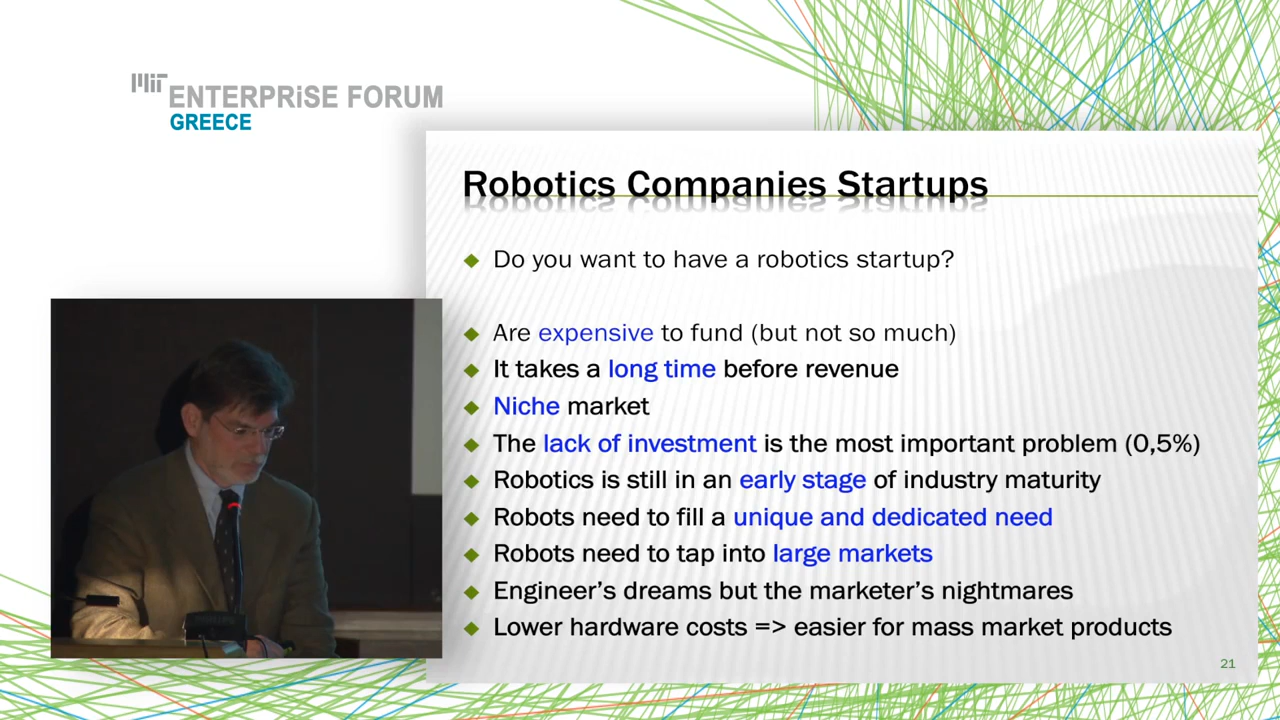 MIT
ENTERPRiSE FORUM
GREECE
Robotics Companies Startups
Do you want to have a robotics startup?
Are expensive to fund (but not so much)
It takes a long time before revenue
Niche market
The lack of investment is the most important problem (0,5%)
Robotics is still in an early stage of industry maturity
Robots need to fill a unique and dedicated need
Robots need to tap into large markets
Engineer’s dreams but the marketer’s nightmares
Lower hardware costs => easier for mass market products
21
PHILIPS